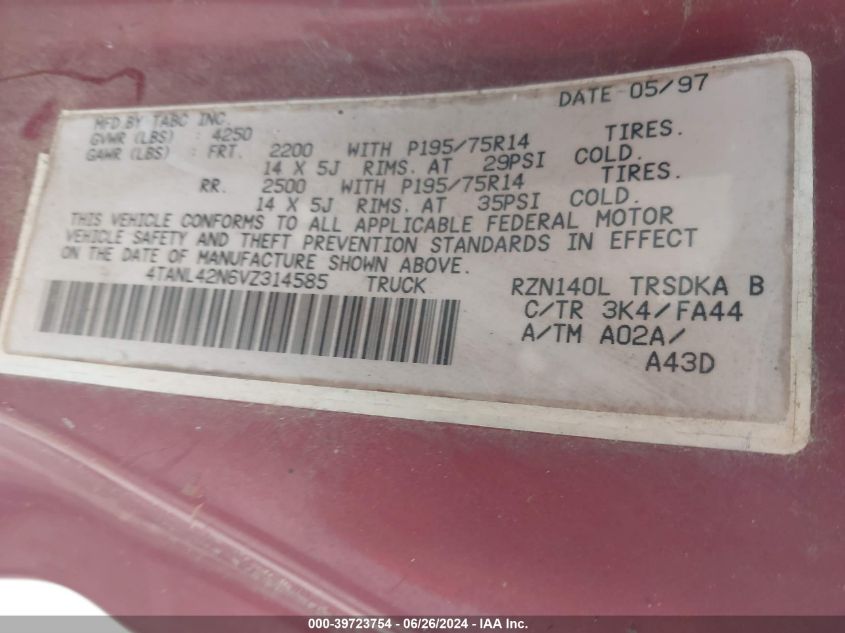 DATE 05/97
MFD.BY TABC INC.
GVWR (LBS) : 4250
GAWR (LBS) : FRT. 2200 WITH P195/75R14 TIRES.
14 X 5J RIMS. AT 29PSI COLD.
RR. 2500 WITH P195/75R14 TIRES.
14 X 5J RIMS. AT 35PSI COLD.
THIS VEHICLE CONFORMS TO ALL APPLICABLE FEDERAL MOTOR
VEHICLE SAFETY AND THEFT PREVENTION STANDARDS IN EFFECT
ON THE DATE OF MANUFACTURE SHOWN ABOVE.
4TANL42N6VZ314585 TRUCK RZN140L TRSDKA B
C/TR 3K4/FA44
A/TM A02A/
A43D
000-39723754 - 06/26/2024 - IAA Inc.